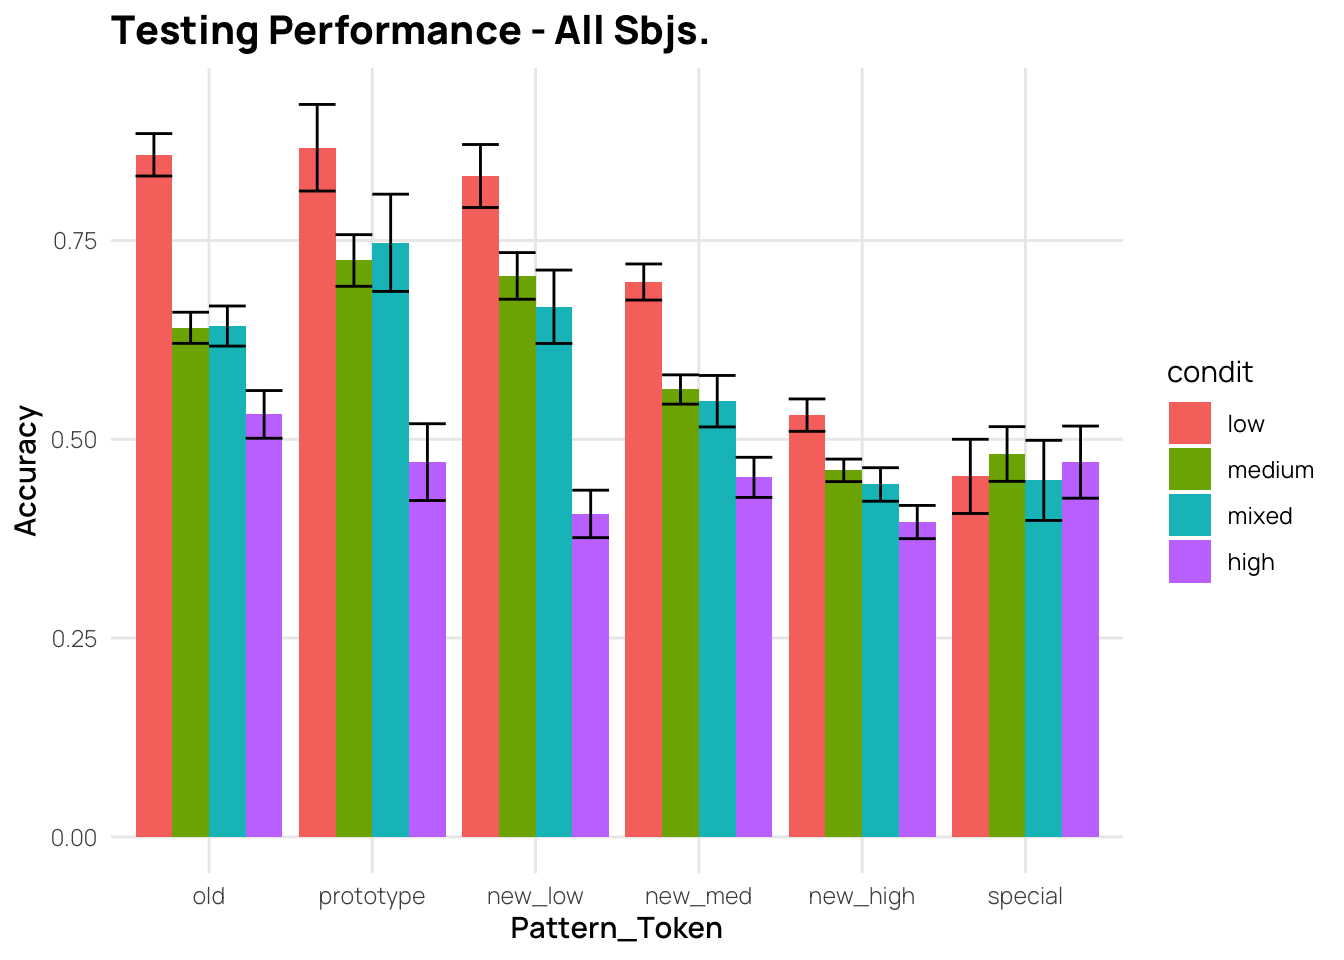 Testing Performance - All Sbjs.
Accuracy
0.75
0.50
0.25
0.00
old prototype new_low new_med new_high special
Pattern_Token
condit
low
medium
mixed
high